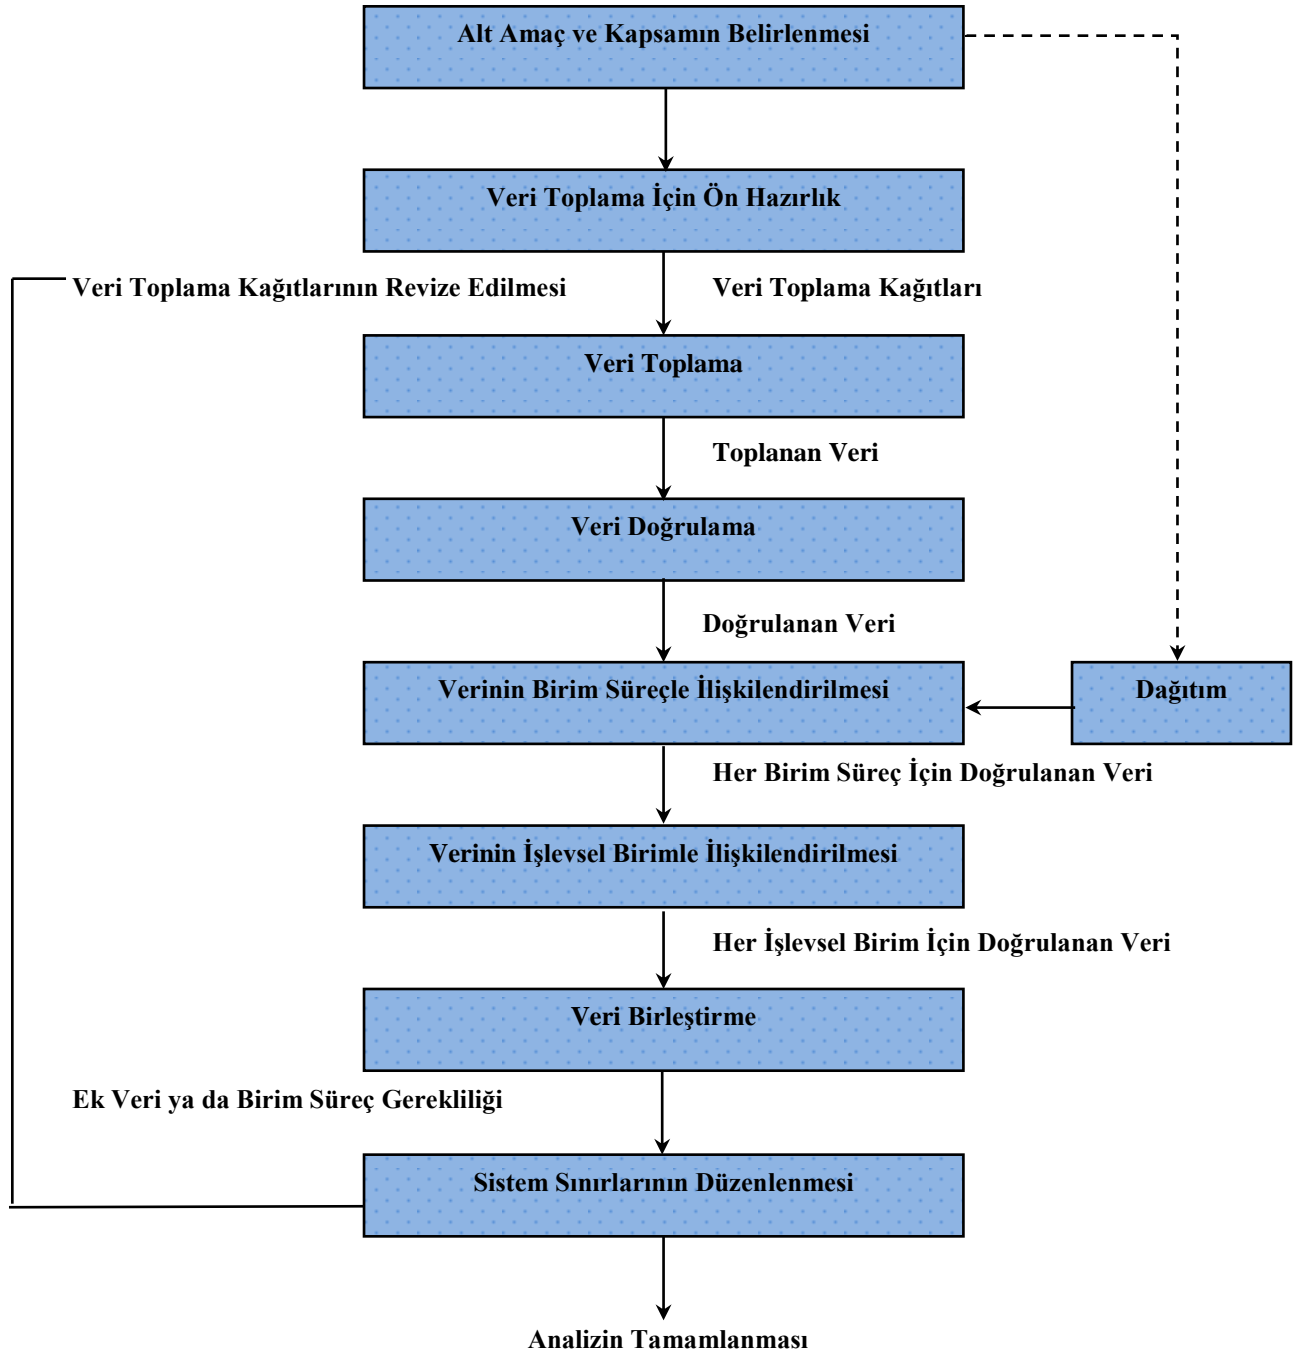 Alt Amaç ve Kapsamın Belirlenmesi
Veri Toplama İçin Ön Hazırlık
Veri Toplama Kağıtlarının Revize Edilmesi
Veri Toplama Kağıtları
Veri Toplama
Toplanan Veri
Veri Doğrulama
Doğrulanan Veri
Verinin Birim Süreçle İlişkilendirilmesi
Dağıtım
Her Birim Süreç İçin Doğrulanan Veri
Verinin İşlevsel Birimle İlişkilendirilmesi
Her İşlevsel Birim İçin Doğrulanan Veri
Veri Birleştirme
Ek Veri ya da Birim Süreç Gerekliliği
Sistem Sınırlarının Düzenlenmesi
Analizin Tamamlanması